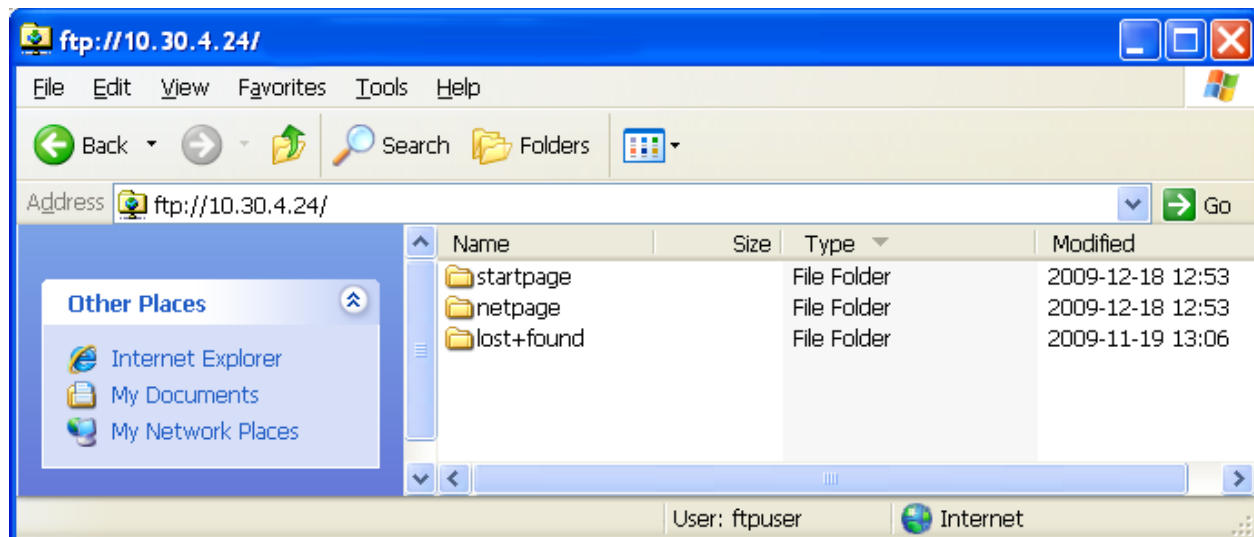 ftp://10.30.4.24/
File Edit View Favorites Tools Help
Back Search Folders
Address ftp://10.30.4.24/ Go
Name Size Type Modified
startpage File Folder 2009-12-18 12:53
netpage File Folder 2009-12-18 12:53
lost+found File Folder 2009-11-19 13:06
Other Places
Internet Explorer
My Documents
My Network Places
User: ftpuser Internet